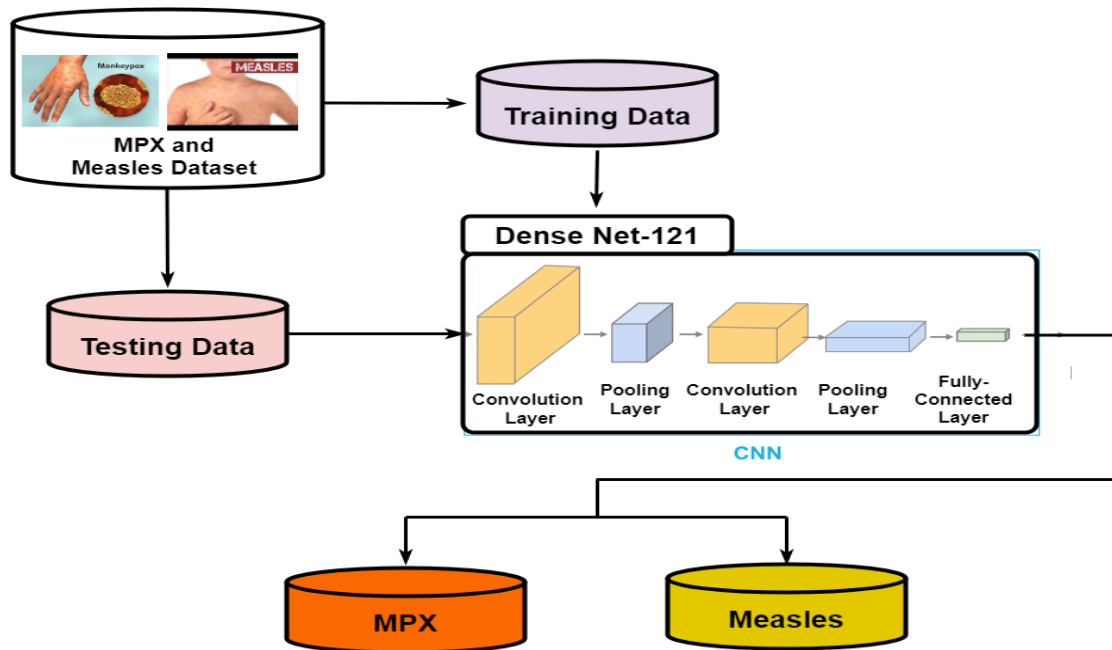 Monkeypox
MEASLES
MPX and
Measles Dataset
Training Data
Dense Net-121
Testing Data
Convolution
Layer
Pooling
Layer
Convolution
Layer
Pooling
Layer
Fully-
Connected
Layer
CNN
MPX
Measles